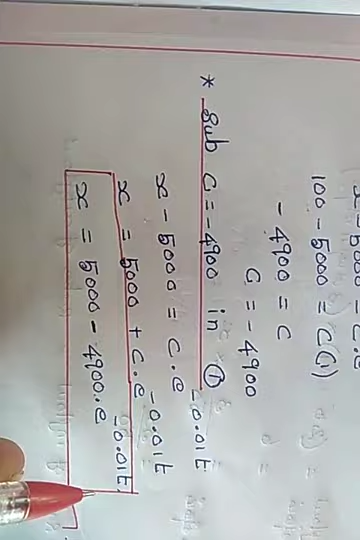 x - 5000 = c.e
100 - 5000 = C(1)
- 4900 = C
C = - 4900
* Sub C = - 4900 in ①
x - 5000 = C.e^-0.01t
x = 5000 + C.e^-0.01t
x = 5000 - 4900.e^-0.01t